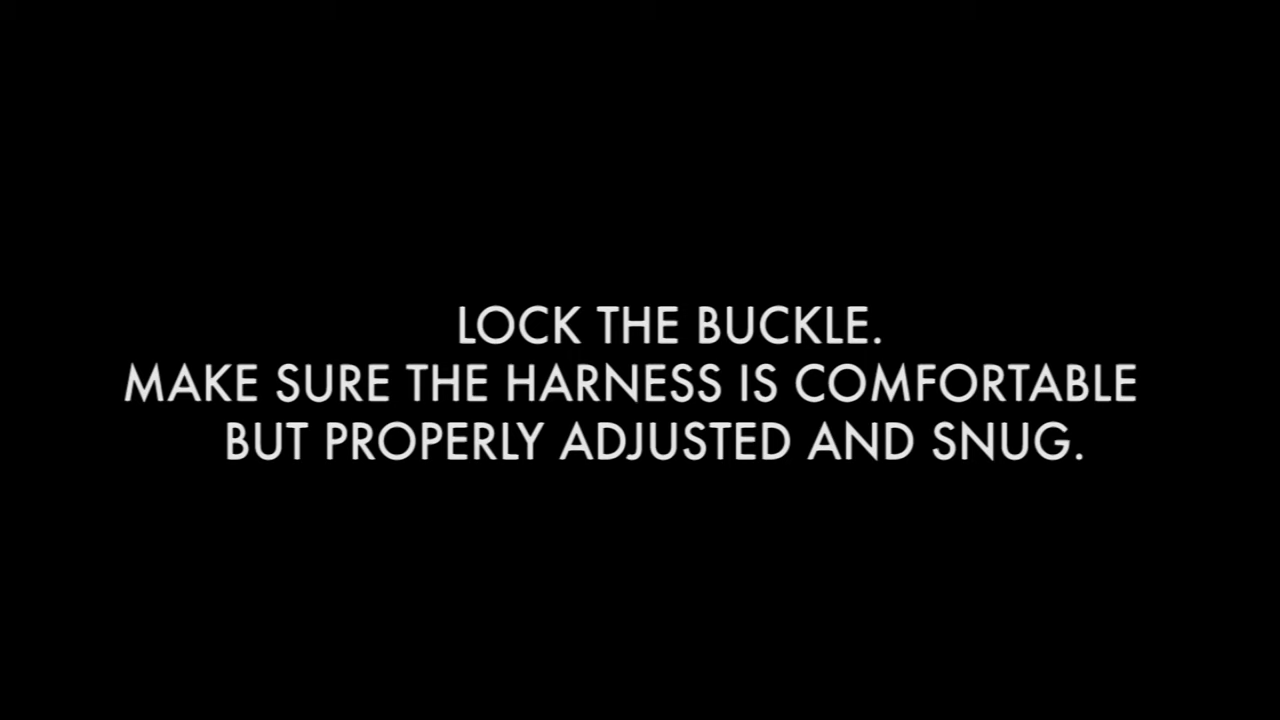 LOCK THE BUCKLE.
MAKE SURE THE HARNESS IS COMFORTABLE
BUT PROPERLY ADJUSTED AND SNUG.